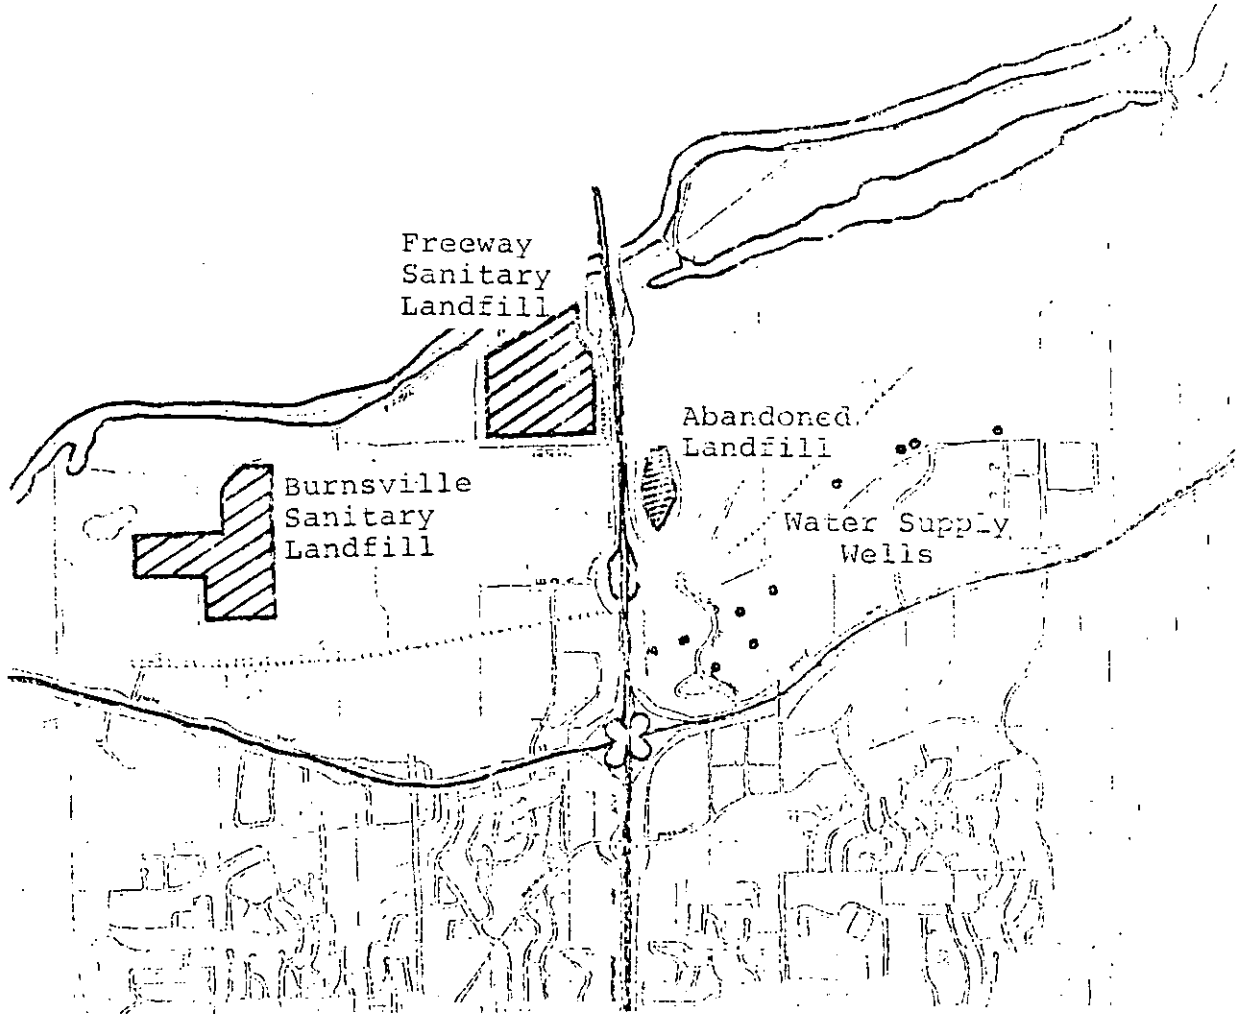 Freeway
Sanitary
Landfill
Abandoned
Landfill
Burnsville
Sanitary
Landfill
Water Supply
Wells